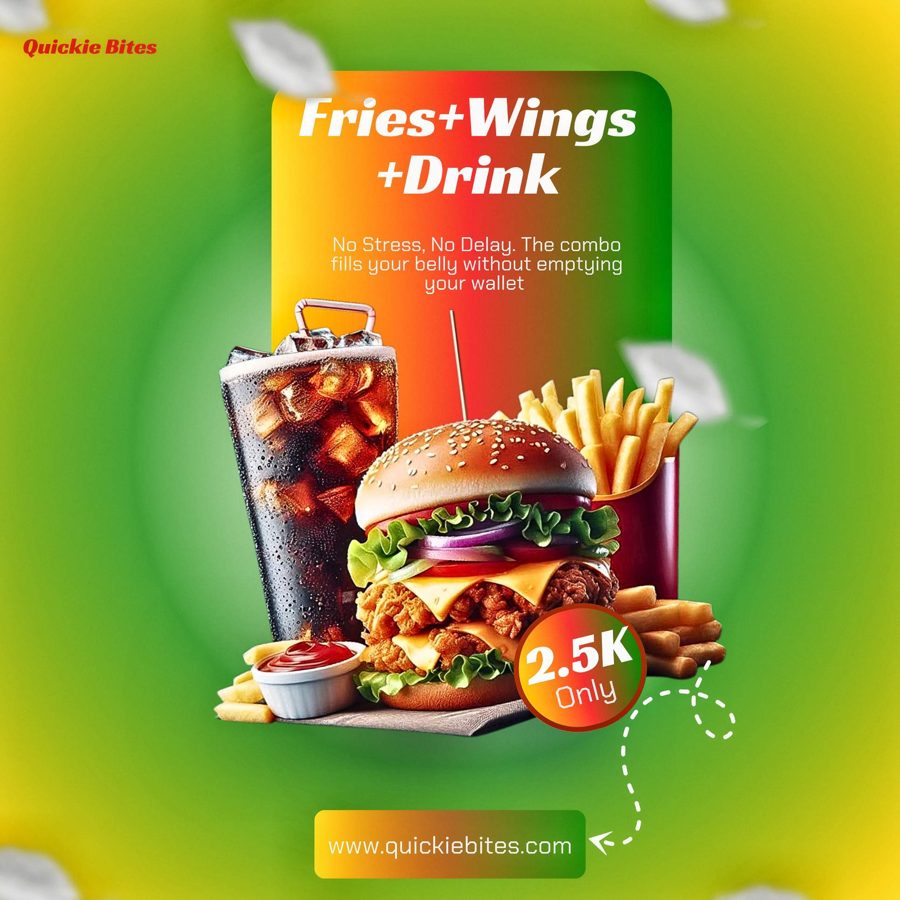 Quickie Bites
Fries+Wings
+Drink
No Stress, No Delay. The combo
fills your belly without emptying
your wallet
2.5K
Only
www.quickiebites.com